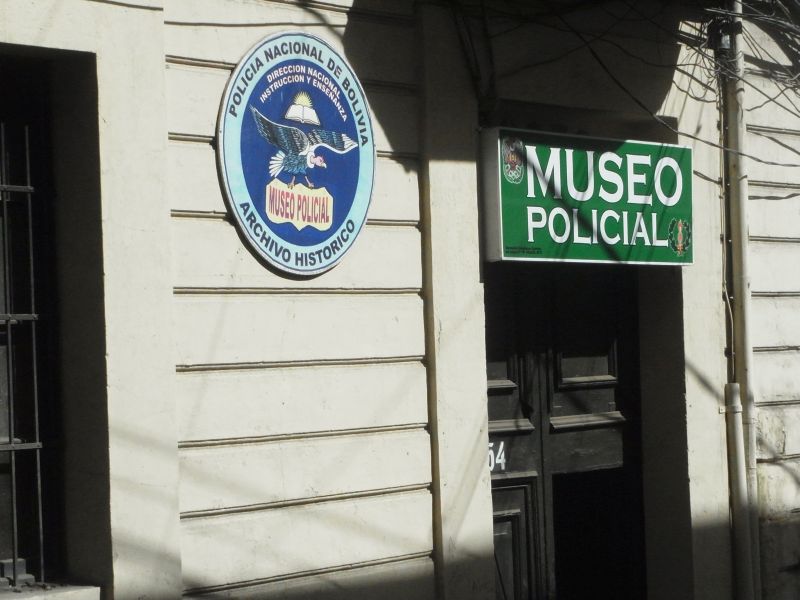 POLICIA NACIONAL DE BOLIVIA
DIRECCION NACIONAL
INSTRUCCION Y ENSEÑANZA
MUSEO POLICIAL
ARCHIVO HISTORICO
MUSEO
POLICIAL
54